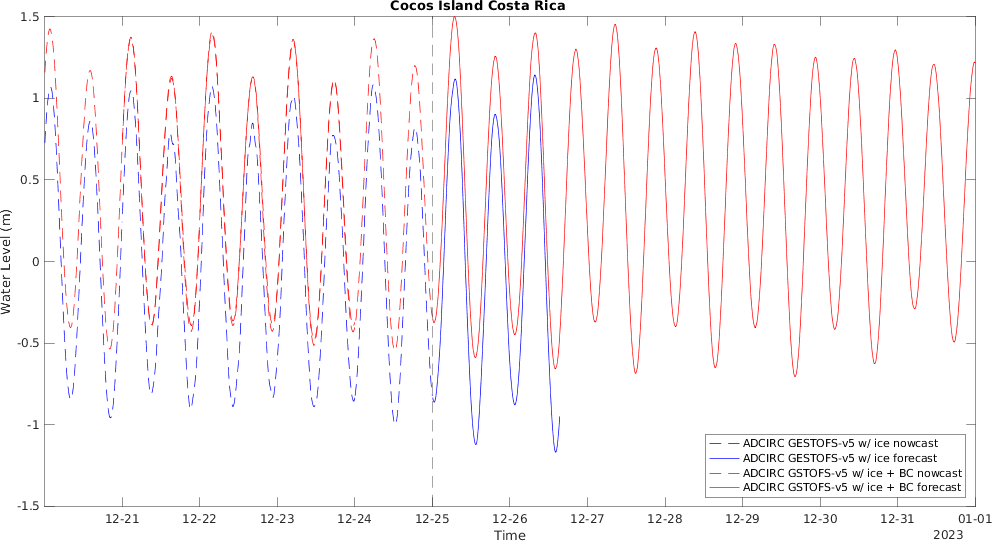 Cocos Island Costa Rica
1.5
1
0.5
0
-0.5
-1
-1.5
Water Level (m)
ADCIRC GESTOFS-v5 w/ ice nowcast
ADCIRC GESTOFS-v5 w/ ice forecast
ADCIRC GSTOFS-v5 w/ ice + BC nowcast
ADCIRC GSTOFS-v5 w/ ice + BC forecast
12-21 12-22 12-23 12-24 12-25 12-26 12-27 12-28 12-29 12-30 12-31 01-01
Time
2023